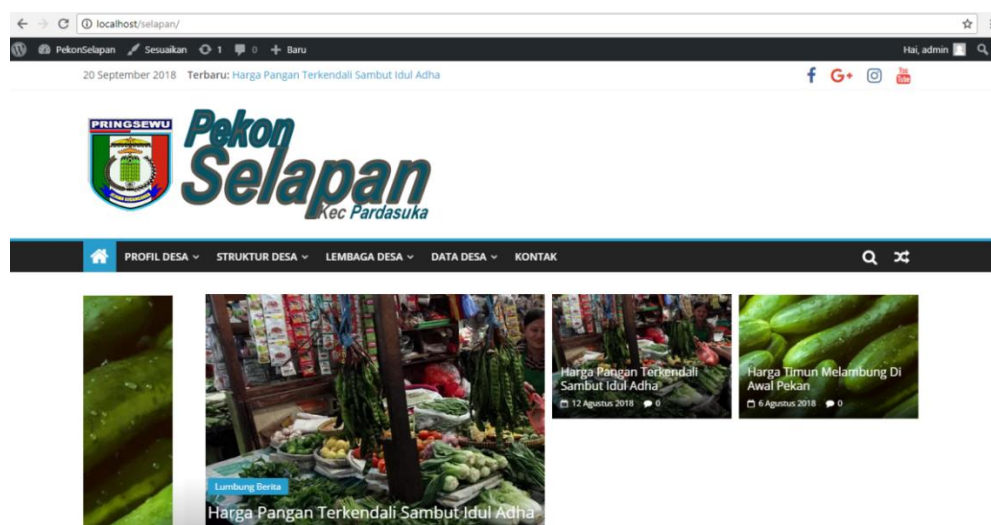 localhost/selapan/
PekonSelapan Sesuaikan 1 0 Baru Hai, admin
20 September 2018 Terbaru: Harga Pangan Terkendali Sambut Idul Adha
f G+ You Tube
PRINGSEWU
Pekon
Selapan
Kec Pardasuka
PROFIL DESA STRUKTUR DESA LEMBAGA DESA DATA DESA KONTAK
Lumbung Berita
Harga Pangan Terkendali Sambut Idul Adha
Harga Pangan Terkendali
Sambut Idul Adha
12 Agustus 2018 0
Harga Timun Melambung Di
Awal Pekan
6 Agustus 2018 0